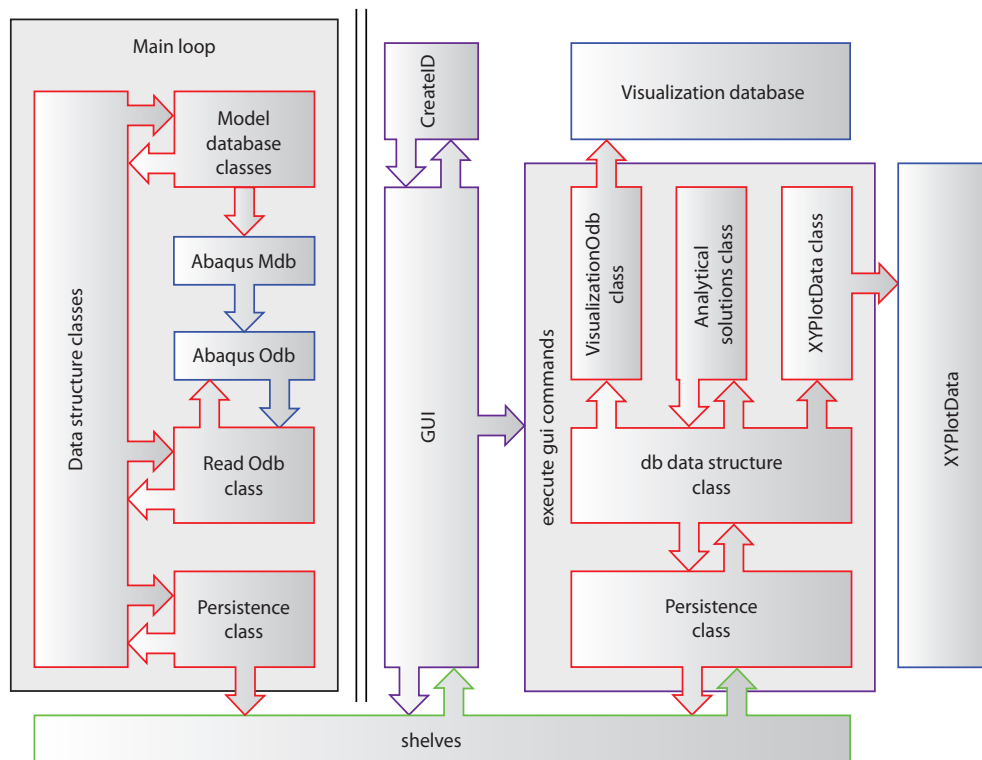 Main loop
Data structure classes
Model
database
classes
Abaqus Mdb
Abaqus Odb
Read Odb
class
Persistence
class
CreateID
GUI
Visualization database
execute gui commands
VisualizationOdb
class
Analytical
solutions class
XYPlotData class
db data structure
class
Persistence
class
XYPlotData
shelves